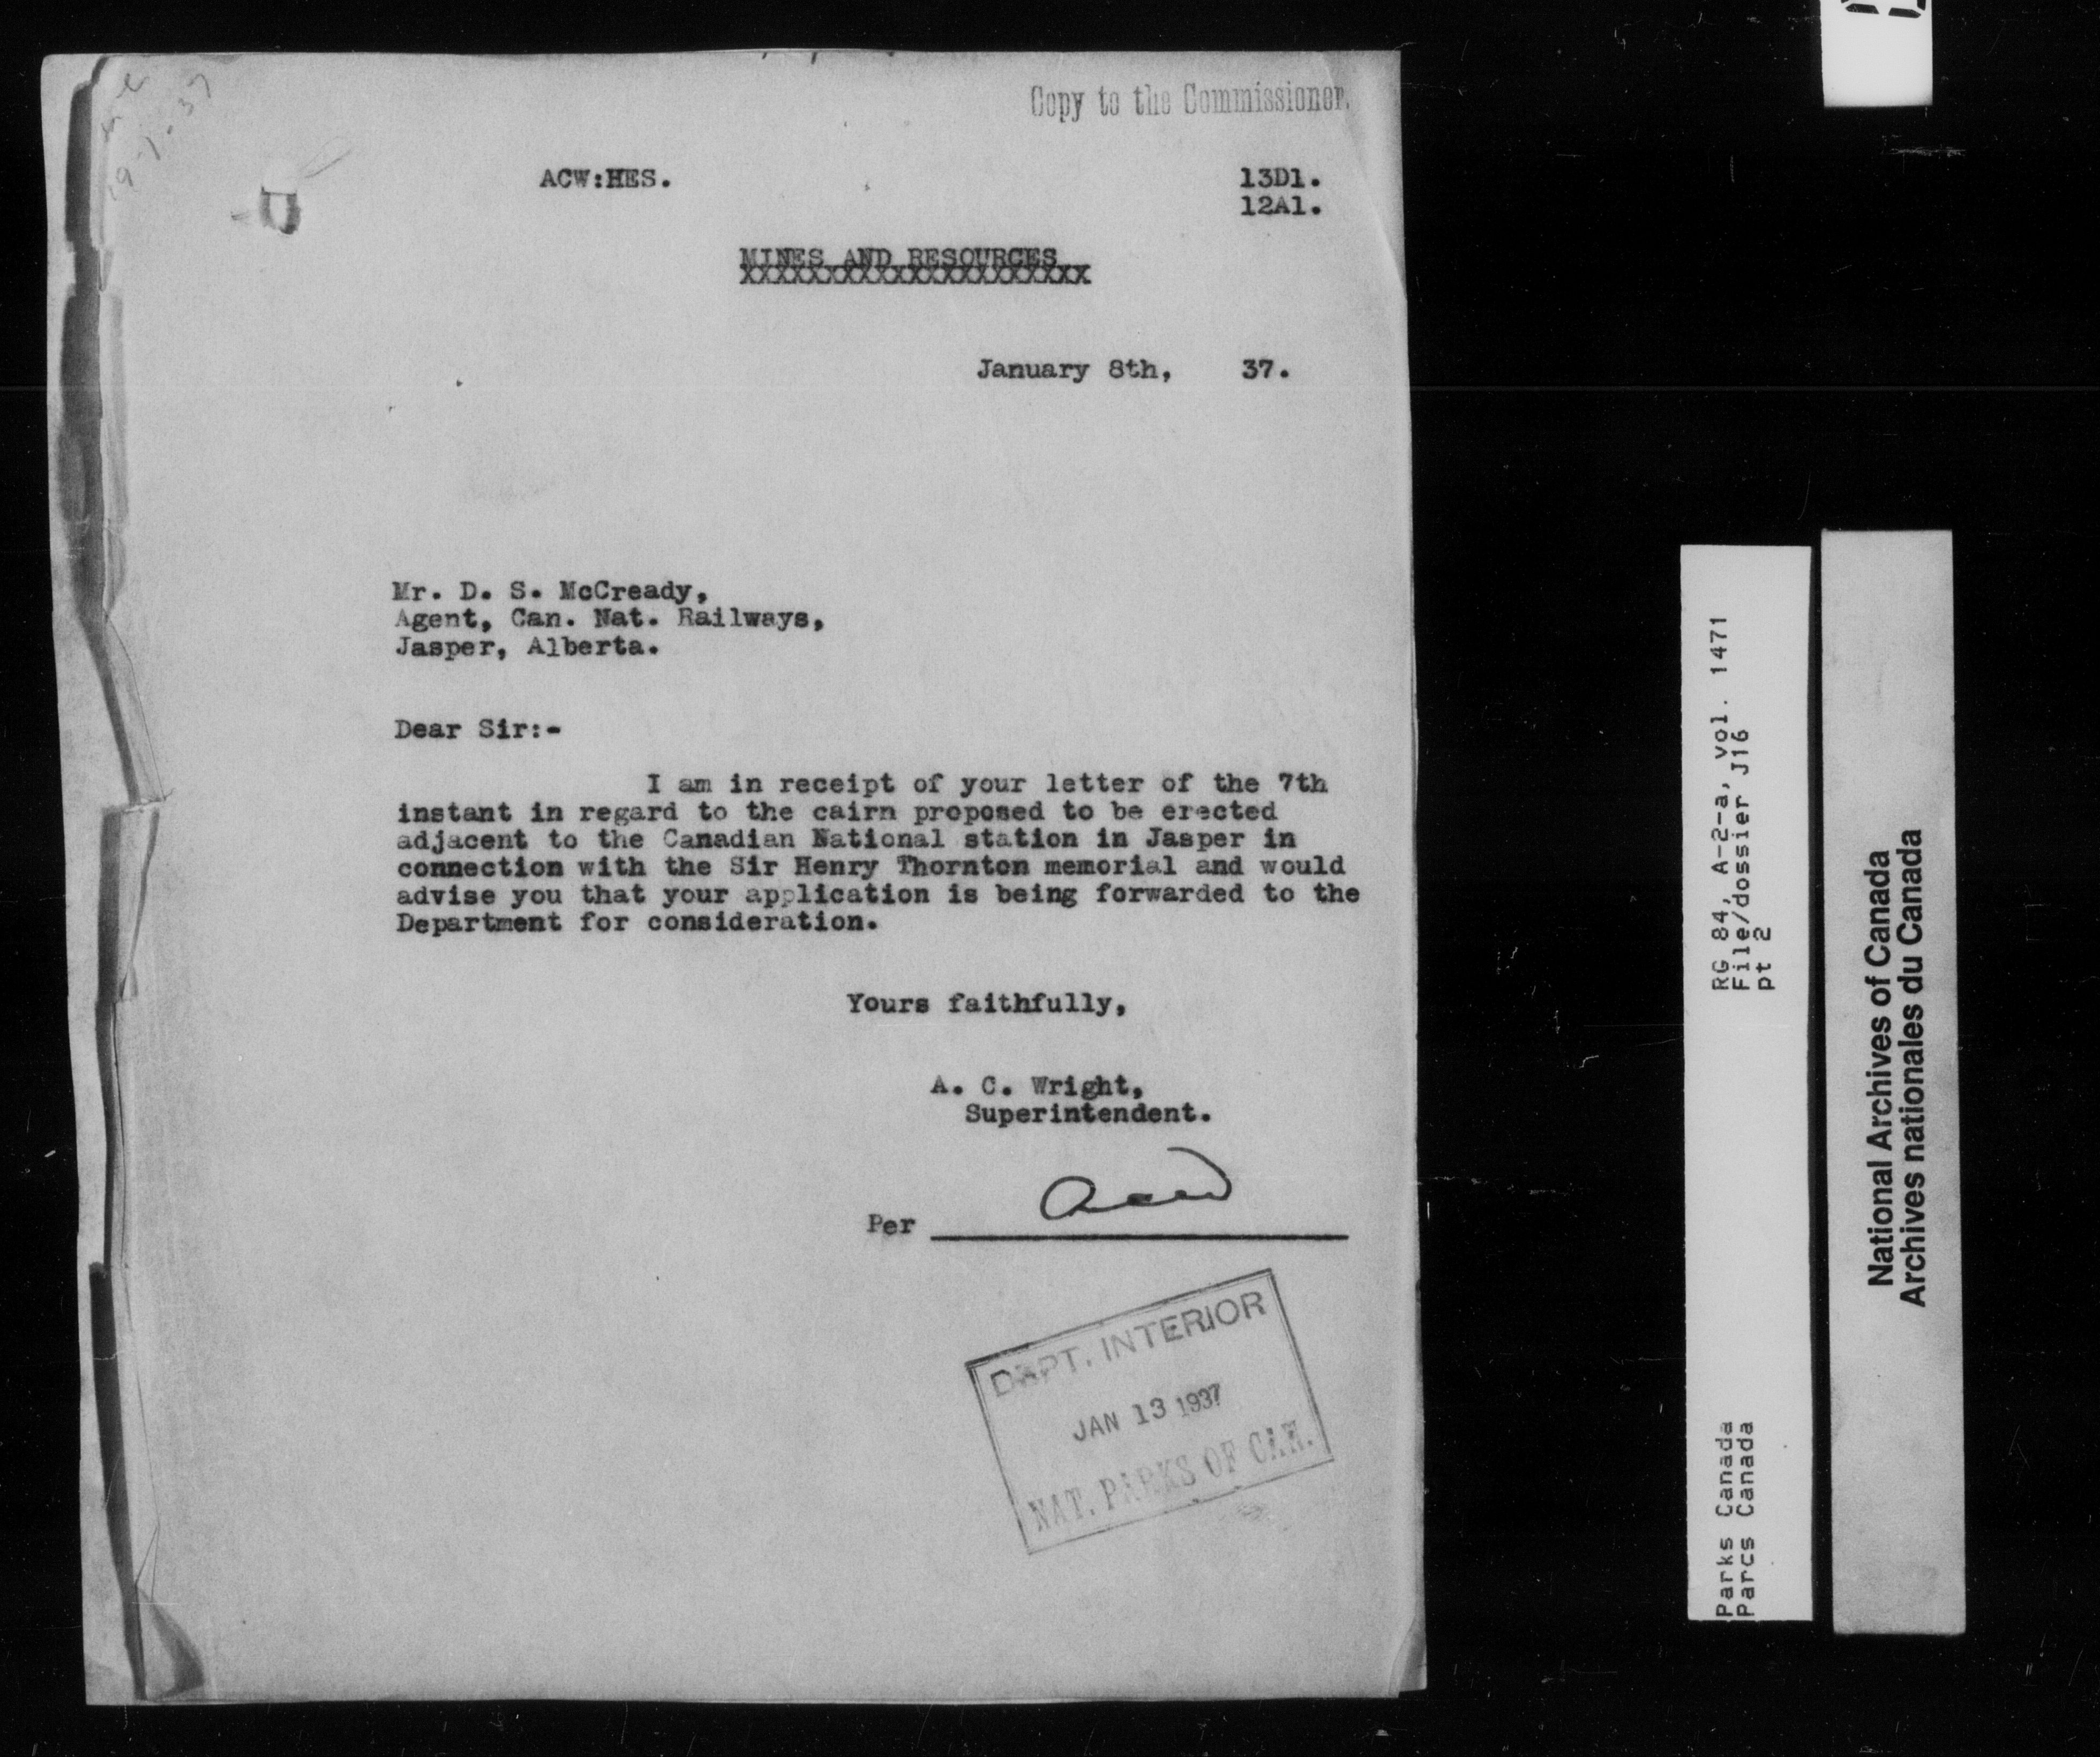 Copy to the Commissioner.
ACW:HES.
13D1.
12A1.
MINES AND RESOURCES
XXXXXXXXXXXXXXXXXXXXX
January 8th, 37.
Mr. D. S. McCready,
Agent, Can. Nat. Railways,
Jasper, Alberta.
Dear Sir:-
I am in receipt of your letter of the 7th
instant in regard to the cairn proposed to be erected
adjacent to the Canadian National station in Jasper in
connection with the Sir Henry Thornton memorial and would
advise you that your application is being forwarded to the
Department for consideration.
Yours faithfully,
A. C. Wright,
Superintendent.
Per
DEPT. INTERIOR
JAN 13 1937
NAT. PARKS OF CAN.
RG 84, A-2-a, vol. 1471
File/dossier J16
pt 2
Parks Canada
Parcs Canada
National Archives of Canada
Archives nationales du Canada